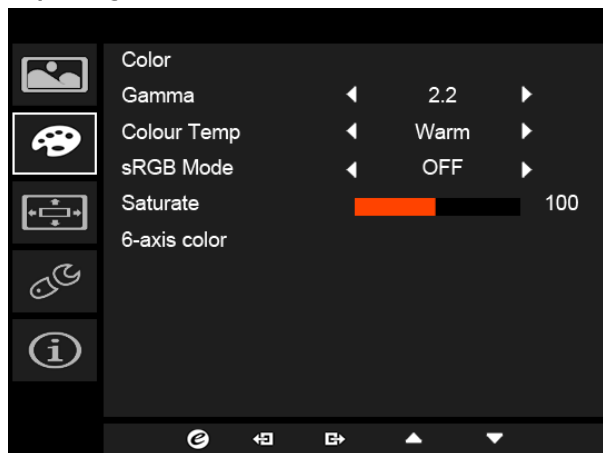 Color
Gamma 2.2
Colour Temp Warm
sRGB Mode OFF
Saturate 100
6-axis color